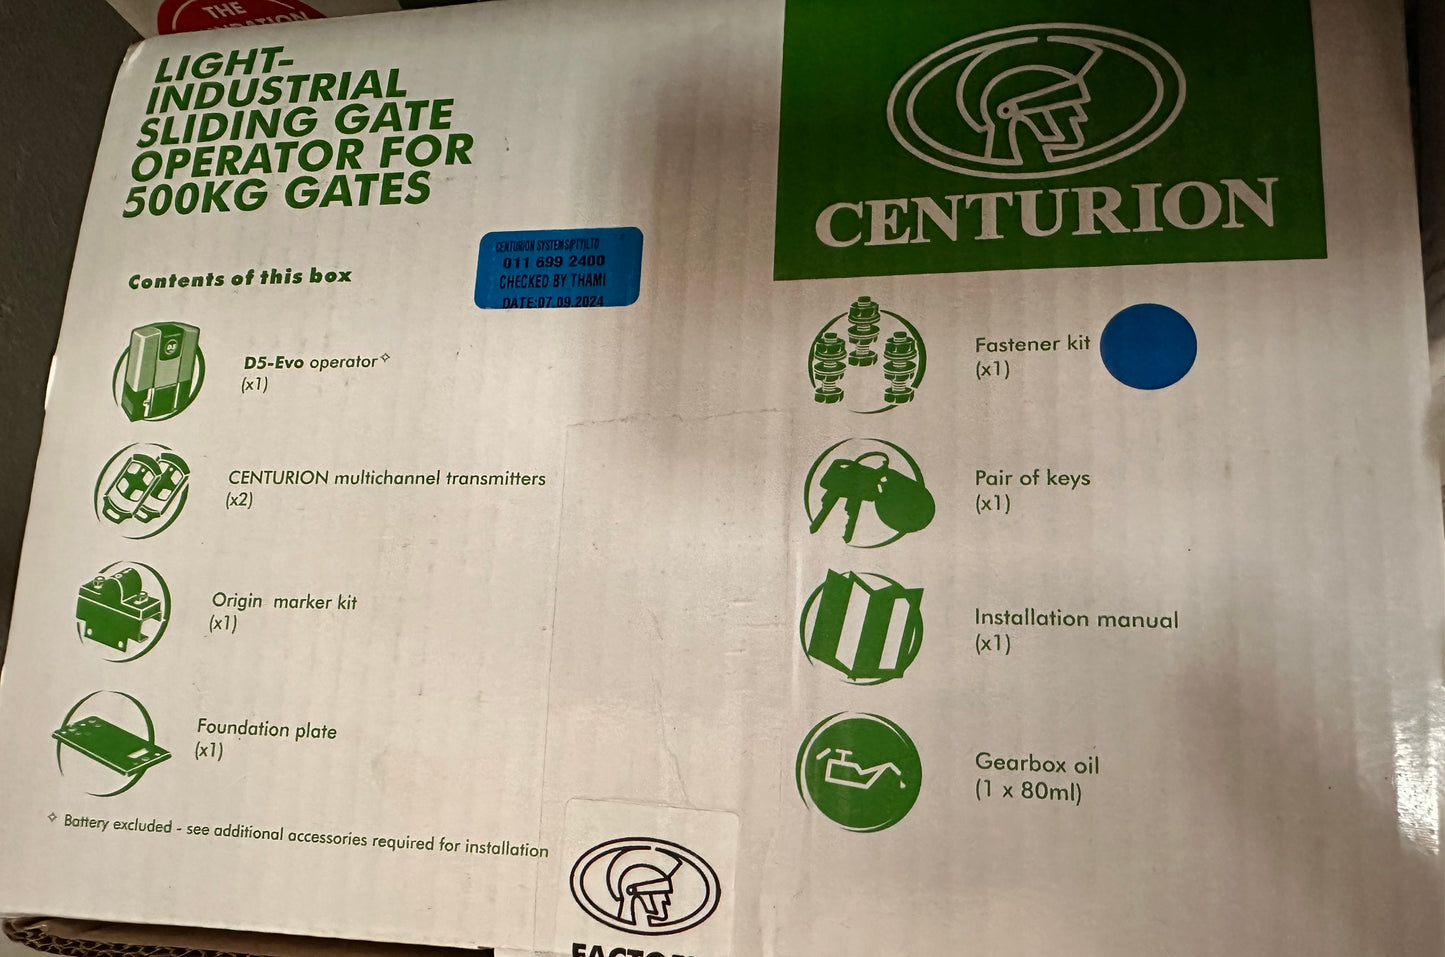 THE
LIGHT-
INDUSTRIAL
SLIDING GATE
OPERATOR FOR
500KG GATES
CENTURION
CENTURION SYSTEMS(PTY)LTD
011 699 2400
CHECKED BY THAMI
DATE:07.09.2024
Contents of this box
D5-Evo operator✧
(x1)
CENTURION multichannel transmitters
(x2)
Origin marker kit
(x1)
Foundation plate
(x1)
✧ Battery excluded - see additional accessories required for installation
Fastener kit
(x1)
Pair of keys
(x1)
Installation manual
(x1)
Gearbox oil
(1 x 80ml)